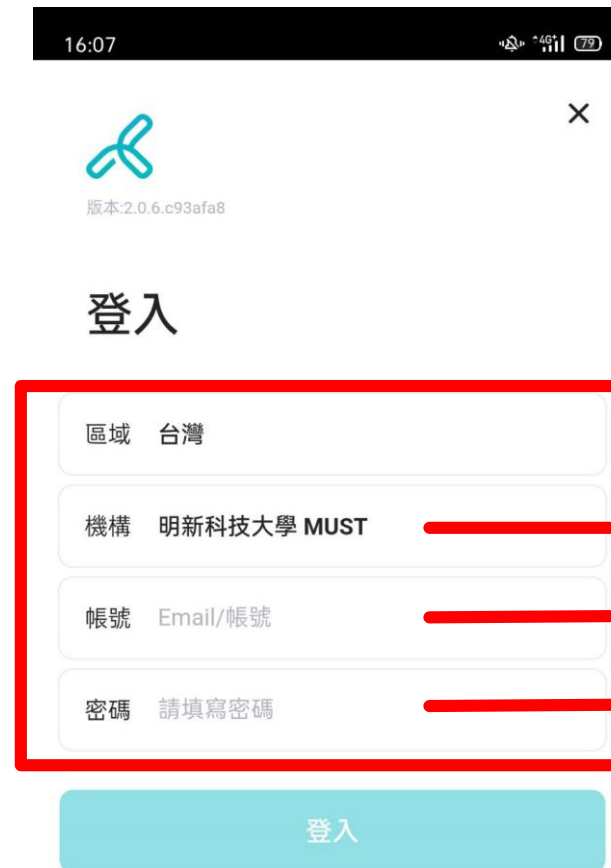 16:07
4G+ 79
版本:2.0.6.c93afa8
登入
區域 台灣
機構 明新科技大學 MUST
帳號 Email/帳號
密碼 請填寫密碼
登入